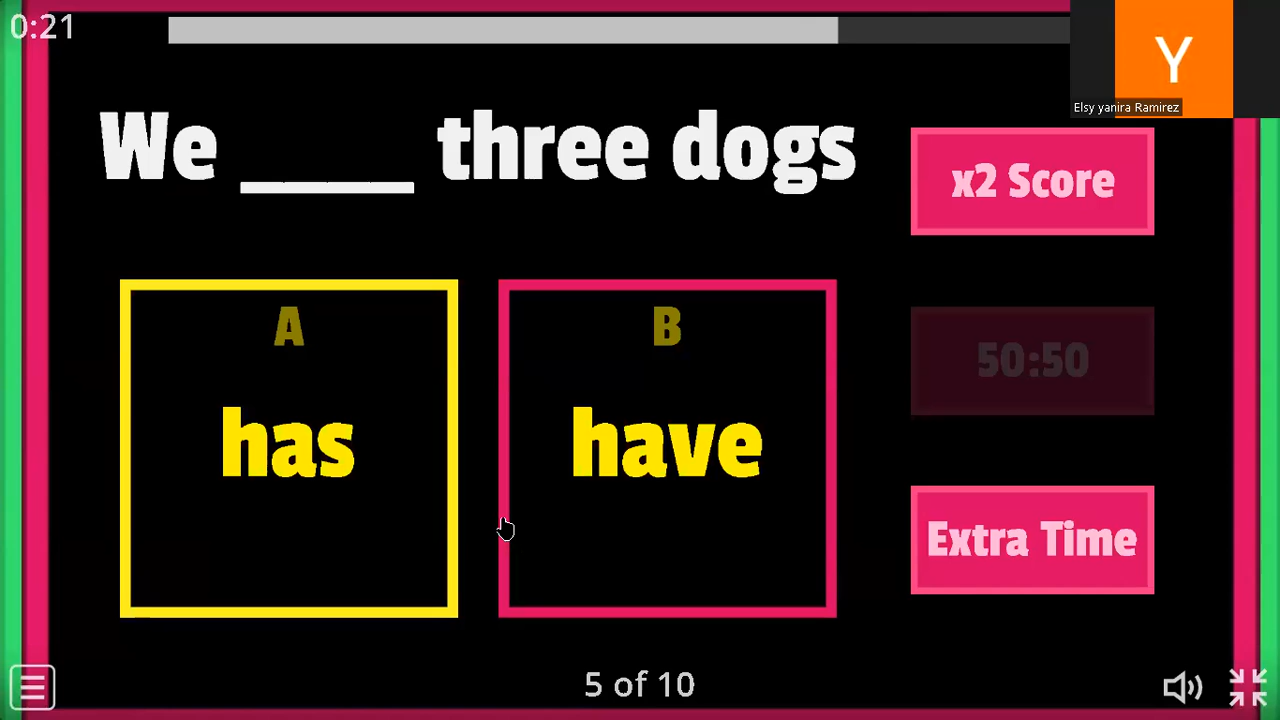 0:21
Y
Elsy yanira Ramirez
We ____ three dogs
x2 Score
A
has
B
have
50:50
Extra Time
5 of 10